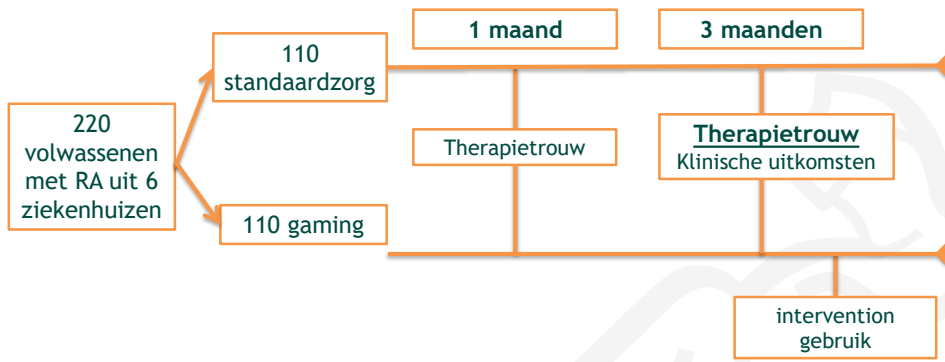 220
volwassenen
met RA uit 6
ziekenhuizen
110
standaardzorg
110 gaming
1 maand
3 maanden
Therapietrouw
Therapietrouw
Klinische uitkomsten
intervention
gebruik